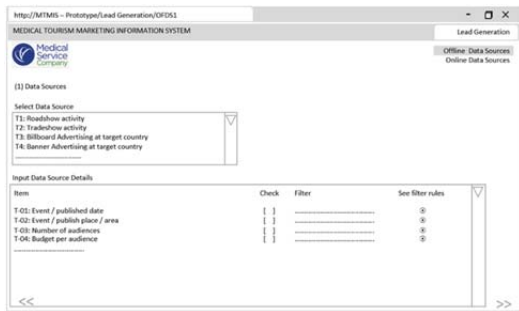 http://MTMIS – Prototype/Lead Generation/OFDS1
MEDICAL TOURISM MARKETING INFORMATION SYSTEM
Lead Generation
Medical
Service
Company
Offline Data Sources
Online Data Sources
(1) Data Sources
Select Data Source
T1: Roadshow activity
T2: Tradeshow activity
T3: Billboard Advertising at target country
T4: Banner Advertising at target country
Input Data Source Details
Item Check Filter See filter rules
T-01: Event / published date [ ]
T-02: Event / publish place / area [ ]
T-03: Number of audiences [ ]
T-04: Budget per audience [ ]
<< >>